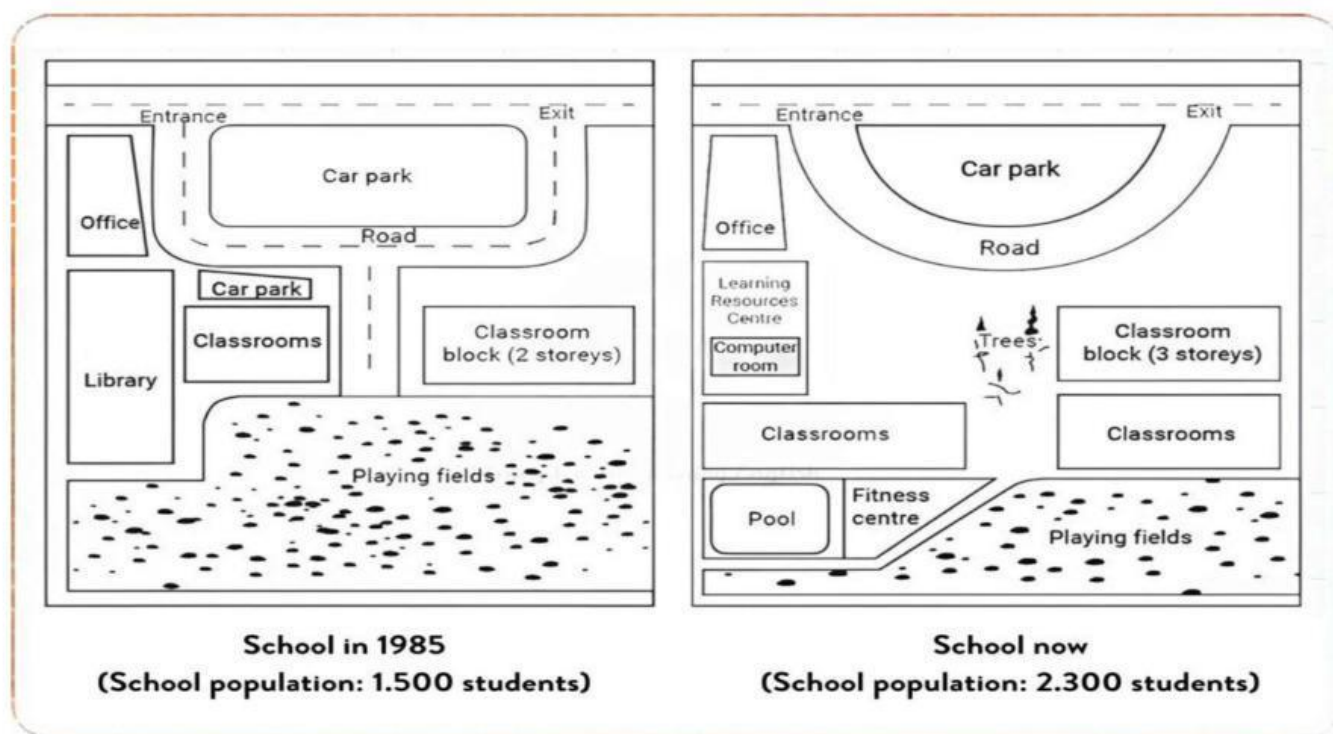 Entrance
Exit
Car park
Office
Road
Car park
Classrooms
Classroom
block (2 storeys)
Library
Playing fields
School in 1985
(School population: 1.500 students)
Entrance
Exit
Car park
Office
Road
Learning
Resources
Centre
Computer
room
Trees
Classroom
block (3 storeys)
Classrooms
Classrooms
Pool
Fitness
centre
Playing fields
School now
(School population: 2.300 students)